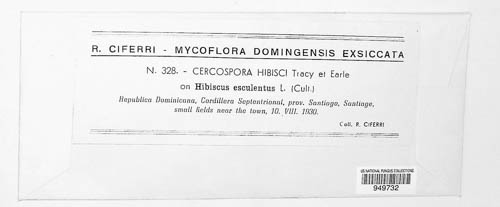 R. CIFERRI - MYCOFLORA DOMINGENSIS EXSICCATA
N. 328. - CERCOSPORA HIBISCI Tracy et Earle
on Hibiscus esculentus L. (Cult.)
Republica Dominicana, Cordillera Septentrional, prov. Santiago, Santiago,
small fields near the town, 10. VIII. 1930.
Coll. R. CIFERRI
US NATIONAL FUNGUS COLLECTIONS
949732